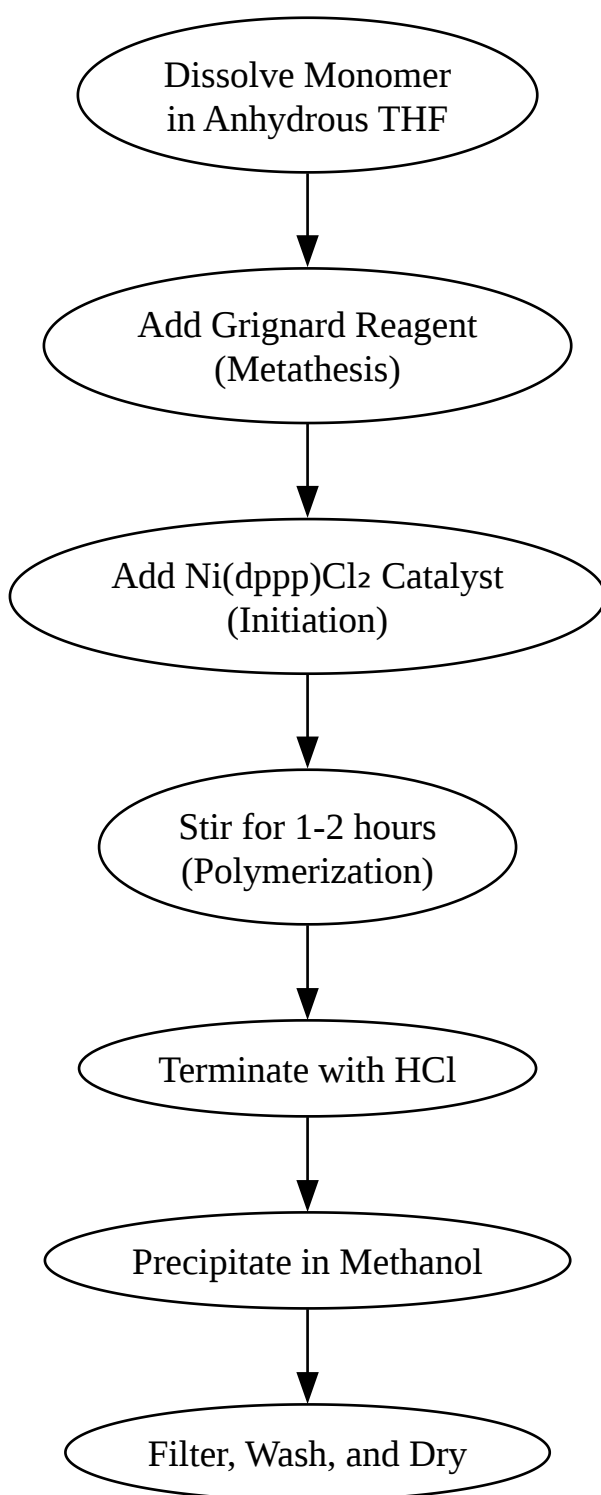 Dissolve Monomer
in Anhydrous THF
Add Grignard Reagent
(Metathesis)
Add Ni(dppp)Cl₂ Catalyst
(Initiation)
Stir for 1-2 hours
(Polymerization)
Terminate with HCl
Precipitate in Methanol
Filter, Wash, and Dry